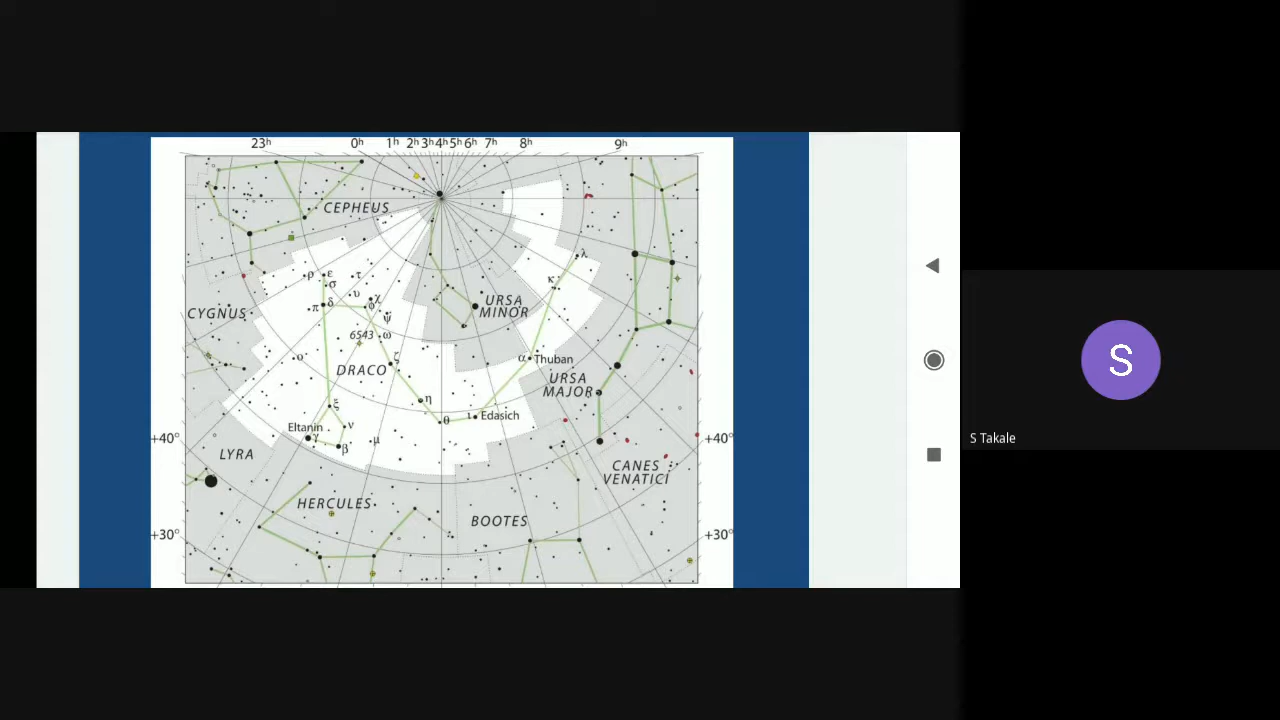 23h 0h 1h 2h 3h 4h 5h 6h 7h 8h 9h
CEPHEUS
λ
ρ ε τ κ
σ
υ χ
π δ φ
URSA
MINOR
CYGNUS
ψ
6543 ω
ο ζ α Thuban
DRACO
URSA
MAJOR
η
ξ
θ ι Edasich
Eltanin ν
γ
+40° μ +40°
β
LYRA
CANES
VENATICI
HERCULES
BOOTES
+30° +30°
S
S Takale